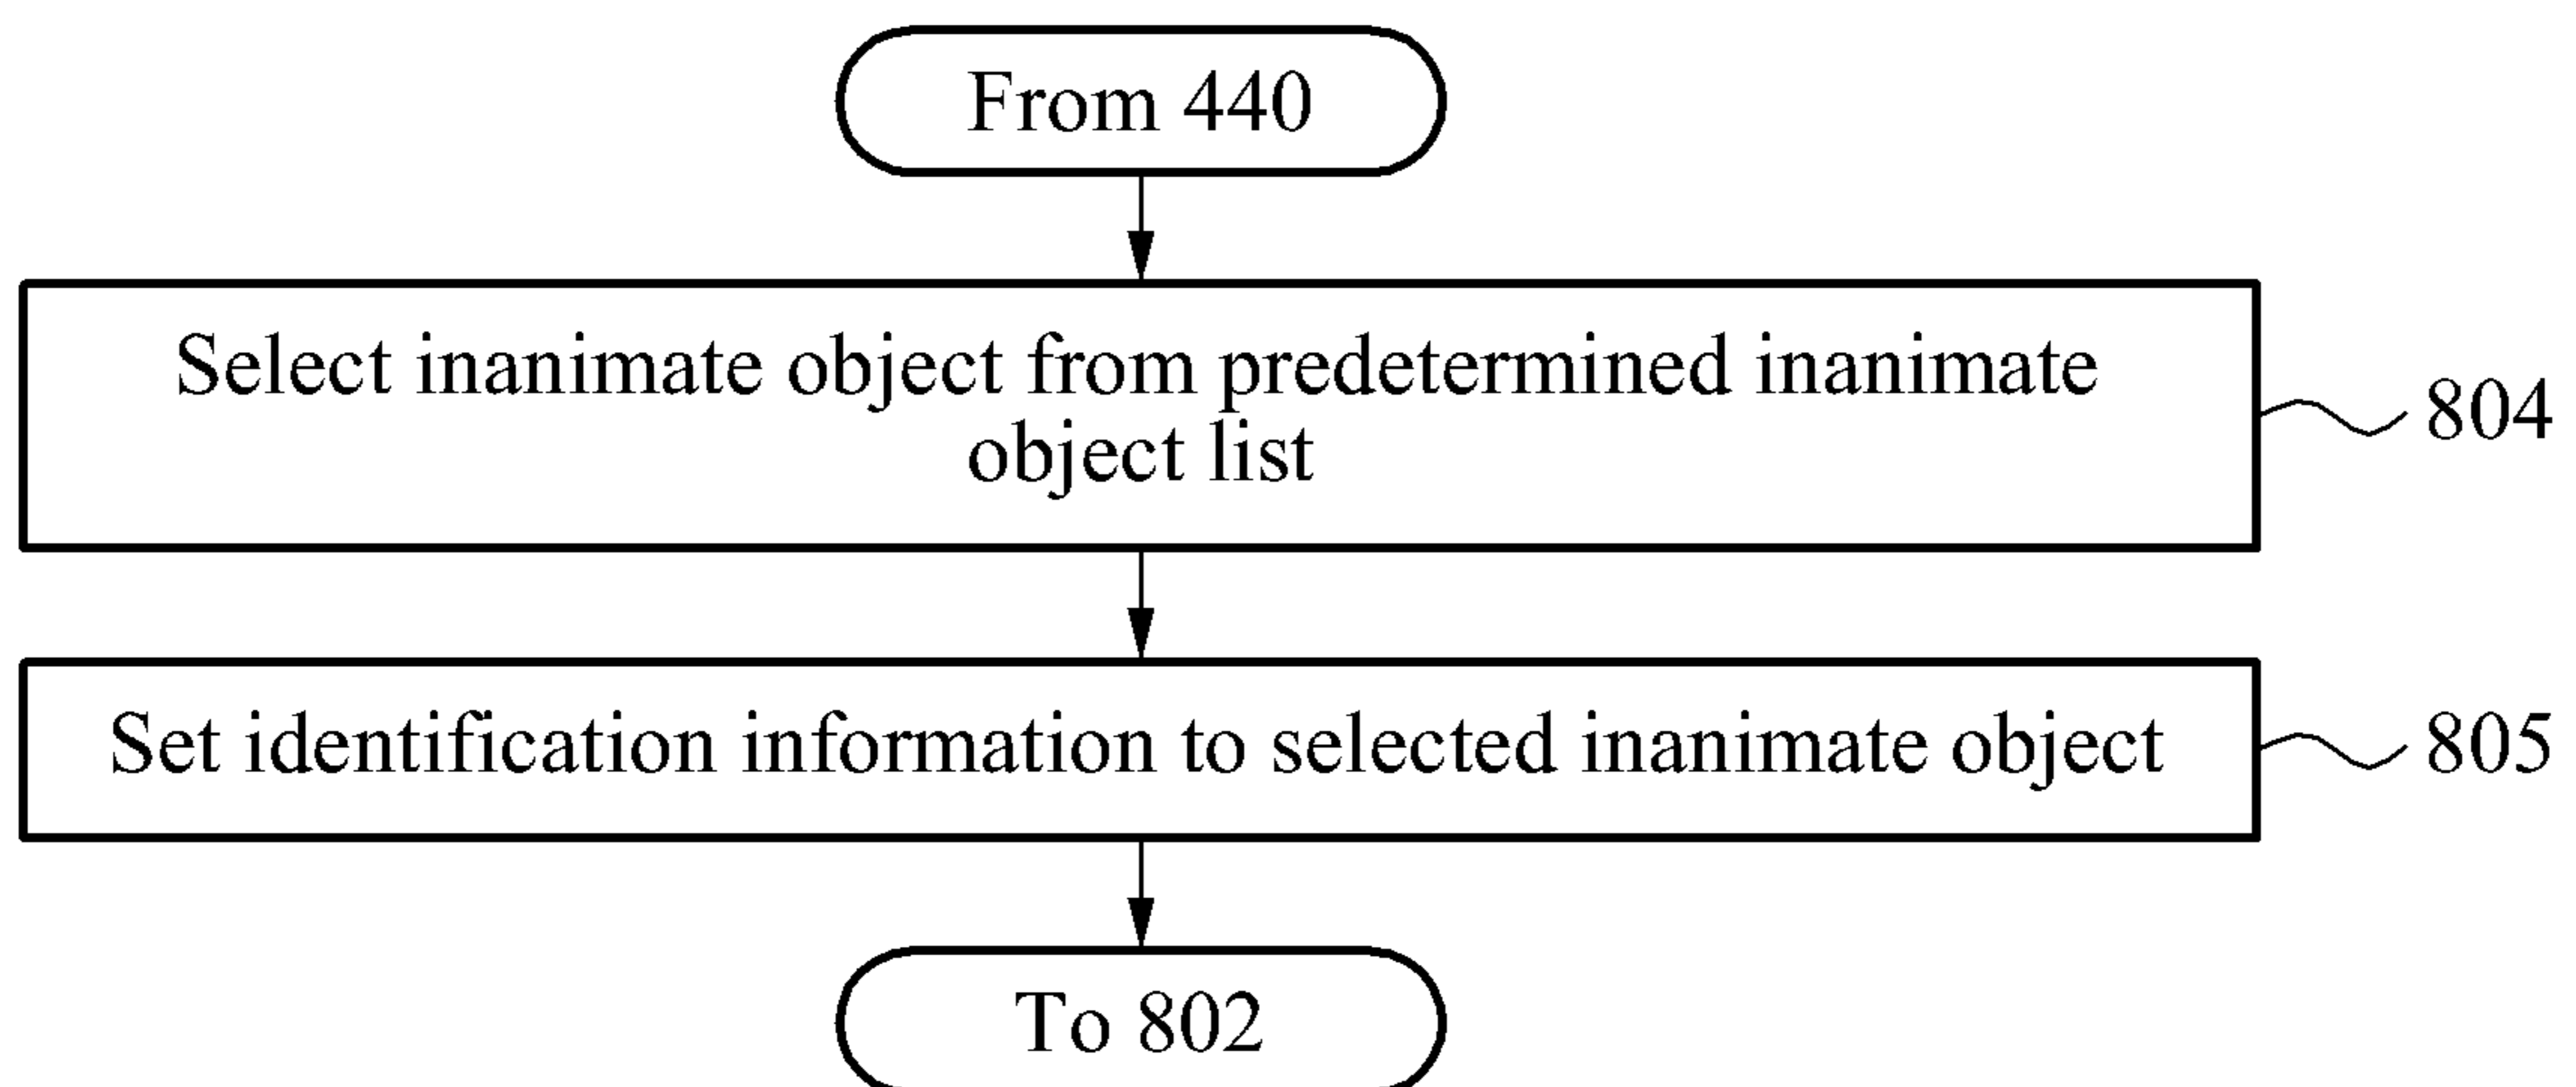 From 440
Select inanimate object from predetermined inanimate
object list
804
Set identification information to selected inanimate object
805
To 802